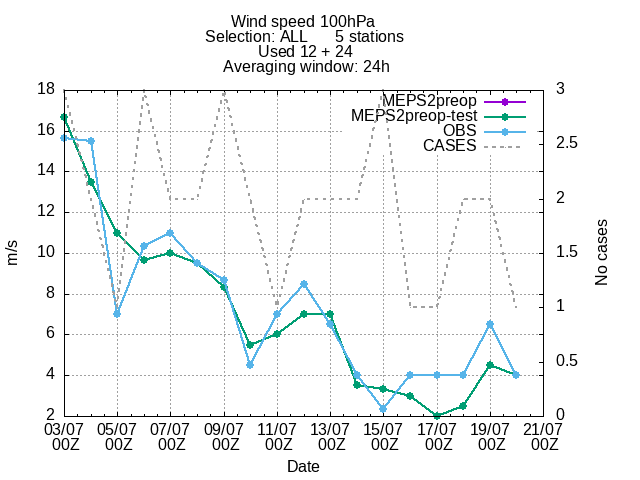 Wind speed 100hPa
Selection: ALL 5 stations
Used 12 + 24
Averaging window: 24h
MEPS2preop
MEPS2preop-test
OBS
CASES
18
16
14
12
10
8
6
4
2
3
2.5
2
1.5
1
0.5
0
m/s
No cases
03/07 05/07 07/07 09/07 11/07 13/07 15/07 17/07 19/07 21/07
00Z 00Z 00Z 00Z 00Z 00Z 00Z 00Z 00Z 00Z
Date